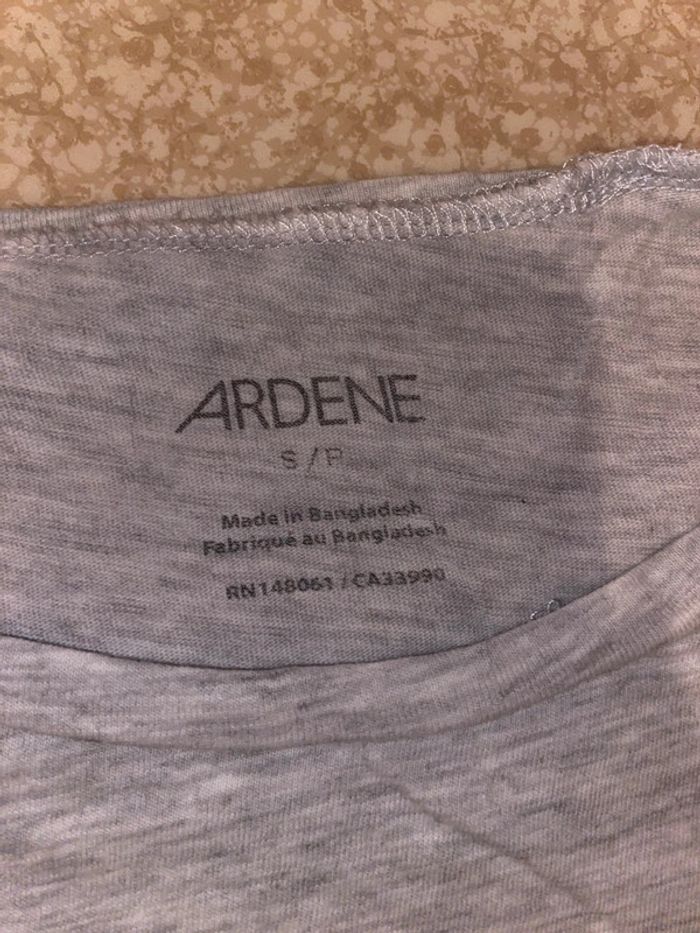 ARDENE
S / P
Made in Bangladesh
Fabriqué au Bangladesh
RN148061 / CA33990